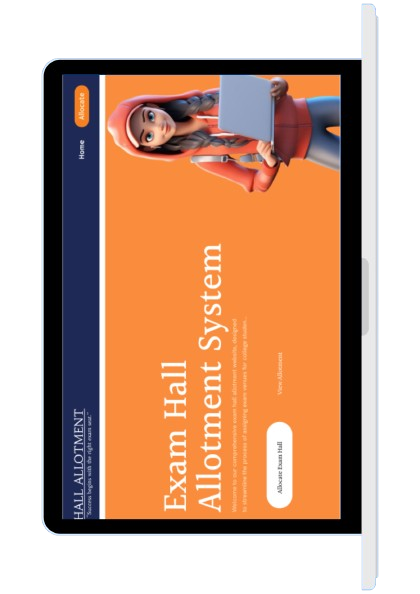 HALL ALLOTMENT
"Success begins with the right exam seat."
Home
Allocate
Exam Hall
Allotment System
Welcome to our comprehensive exam hall allotment website, designed
to streamline the process of assigning exam venues for college studen...
Allocate Exam Hall
View Allotment